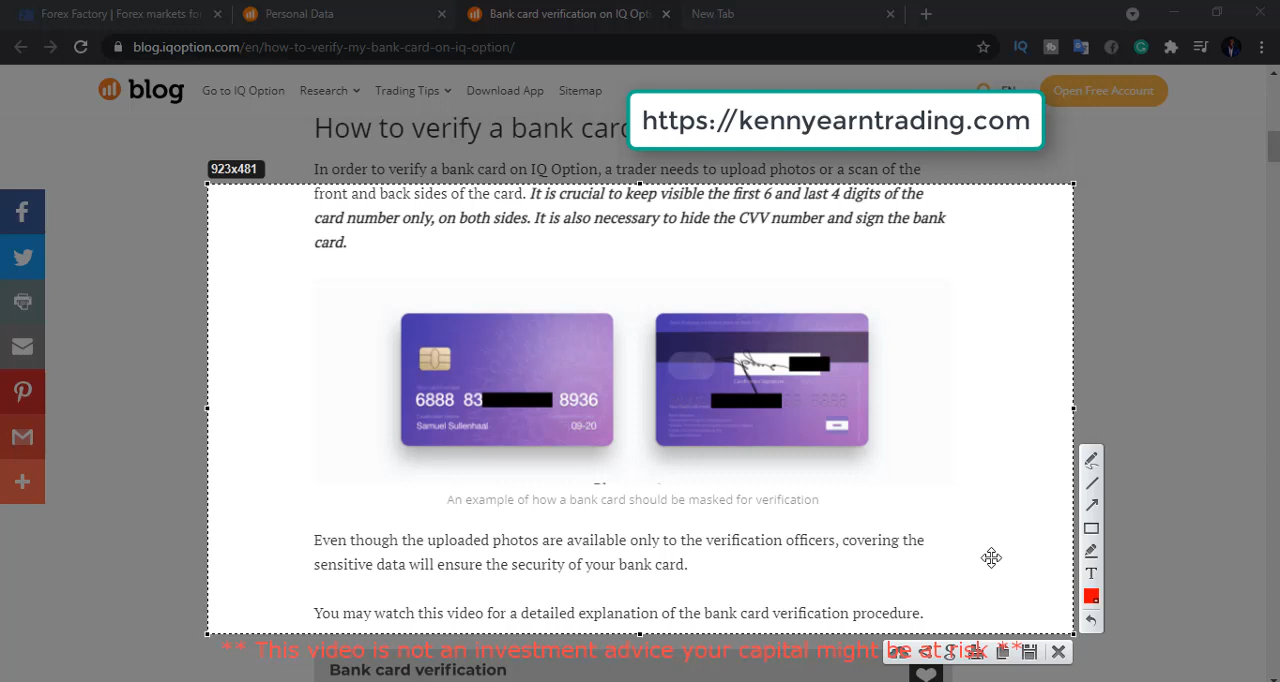 Forex Factory | Forex markets for
Personal Data
Bank card verification on IQ Opti
New Tab
blog.iqoption.com/en/how-to-verify-my-bank-card-on-iq-option/
blog
Go to IQ Option
Research
Trading Tips
Download App
Sitemap
Open Free Account
https://kennyearntrading.com
How to verify a bank card
923x481
In order to verify a bank card on IQ Option, a trader needs to upload photos or a scan of the
front and back sides of the card. It is crucial to keep visible the first 6 and last 4 digits of the
card number only, on both sides. It is also necessary to hide the CVV number and sign the bank
card.
6888 83 8936
Samuel Sullenhaal 09-20
An example of how a bank card should be masked for verification
Even though the uploaded photos are available only to the verification officers, covering the
sensitive data will ensure the security of your bank card.
You may watch this video for a detailed explanation of the bank card verification procedure.
** This video is not an investment advice your capital might be at risk **
Bank card verification